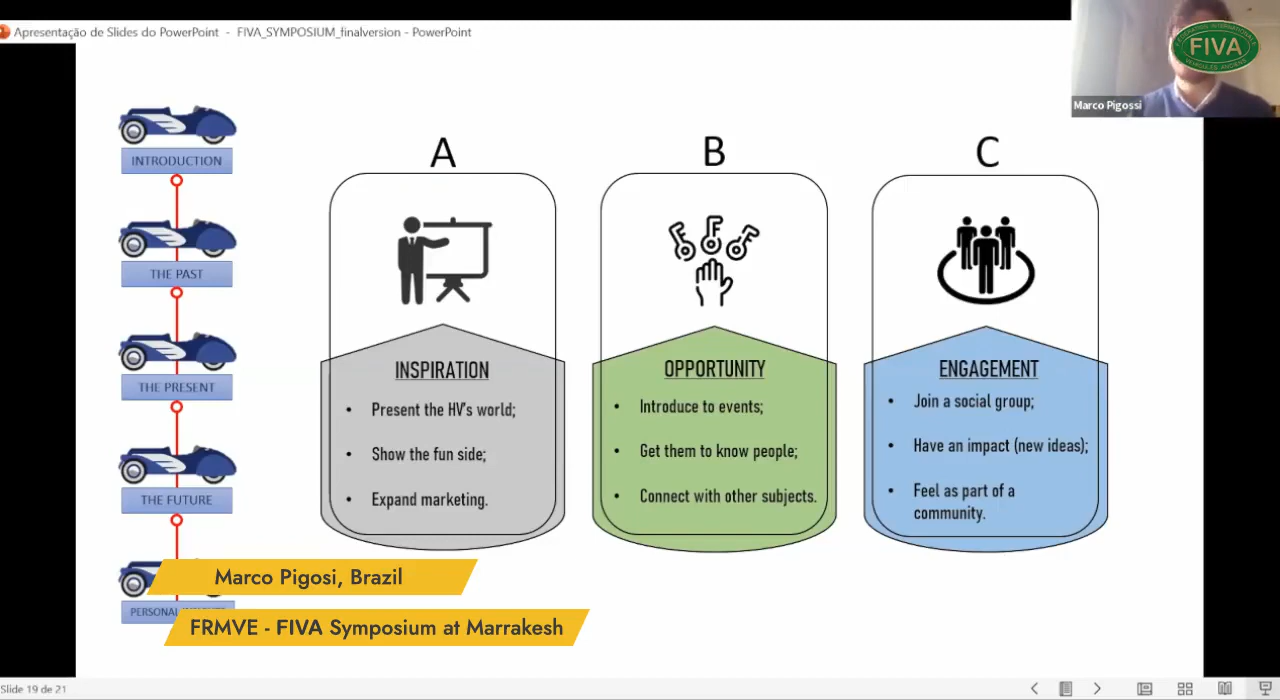 Apresentação de Slides do PowerPoint - FIVA_SYMPOSIUM_finalversion - PowerPoint
FIVA
Marco Pigossi
INTRODUCTION
THE PAST
THE PRESENT
THE FUTURE
PERSONAL
A
INSPIRATION
• Present the HV's world;
• Show the fun side;
• Expand marketing.
B
OPPORTUNITY
• Introduce to events;
• Get them to know people;
• Connect with other subjects.
C
ENGAGEMENT
• Join a social group;
• Have an impact (new ideas);
• Feel as part of a
community.
Marco Pigosi, Brazil
FRMVE - FIVA Symposium at Marrakesh
Slide 19 de 21